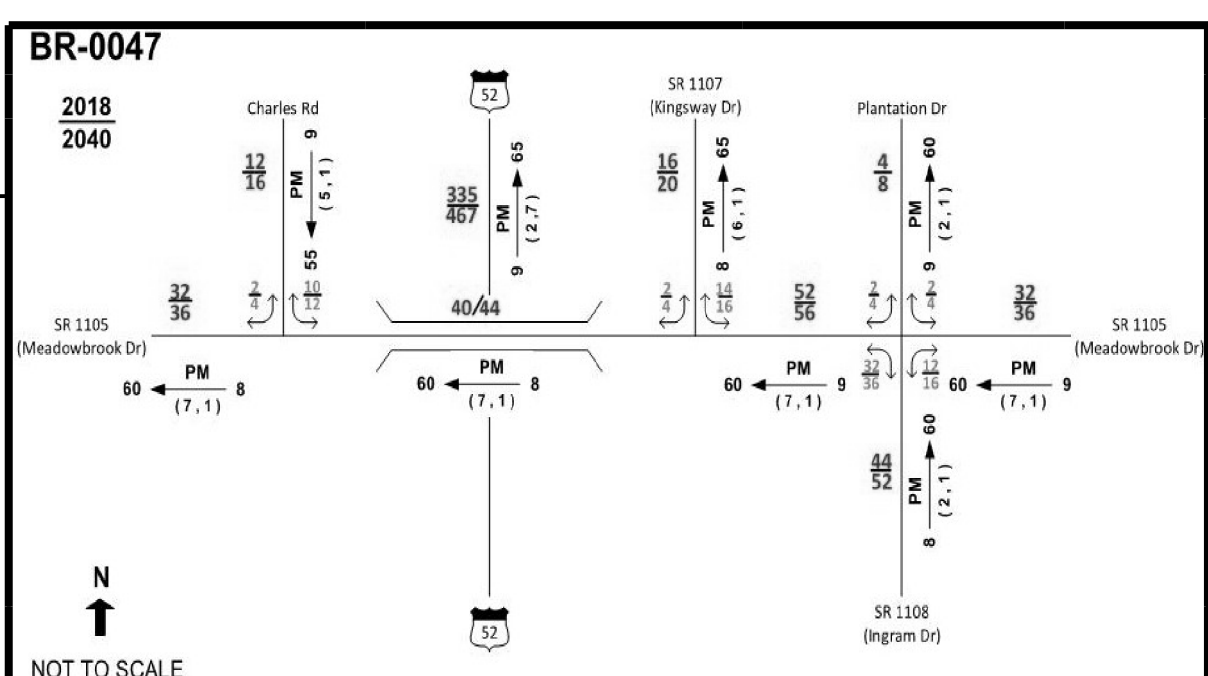 BR-0047
2018
2040
Charles Rd
52
SR 1107
(Kingsway Dr)
Plantation Dr
12
16
PM
(5,1)
9
55
335
467
PM
(2,7)
9
65
16
20
PM
(6,1)
8
65
4
8
PM
(2,1)
9
60
32
36
2
4
10
12
40/44
2
4
14
16
52
56
2
4
2
4
32
36
SR 1105
(Meadowbrook Dr)
SR 1105
(Meadowbrook Dr)
60 PM 8
(7,1)
60 PM 8
(7,1)
60 PM 9
(7,1)
32
36
12
16
60 PM 9
(7,1)
44
52
PM
(2,1)
8
60
N
52
SR 1108
(Ingram Dr)
NOT TO SCALE